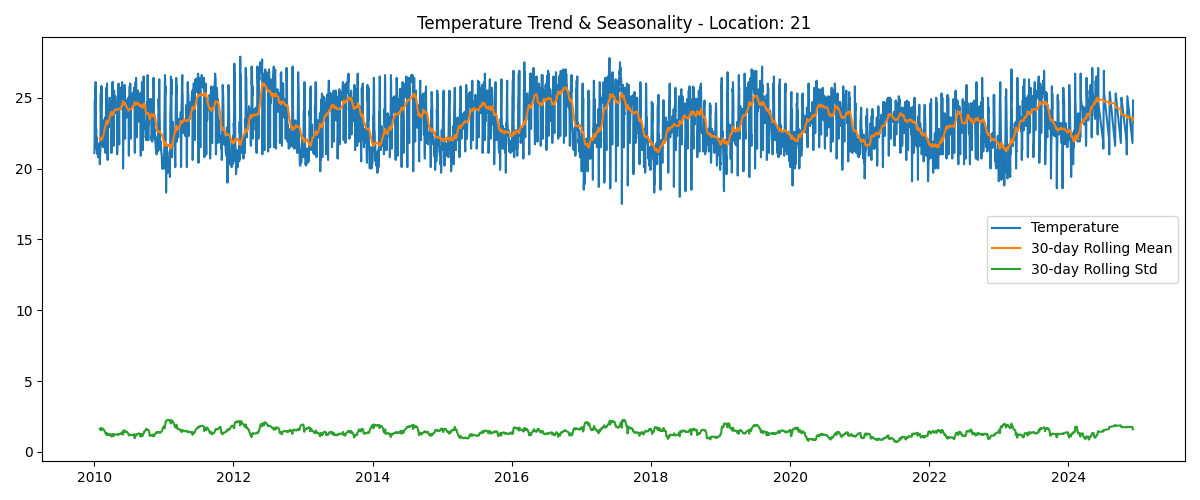 Temperature Trend & Seasonality - Location: 21
25
20
15
10
5
0
Temperature
30-day Rolling Mean
30-day Rolling Std
2010 2012 2014 2016 2018 2020 2022 2024